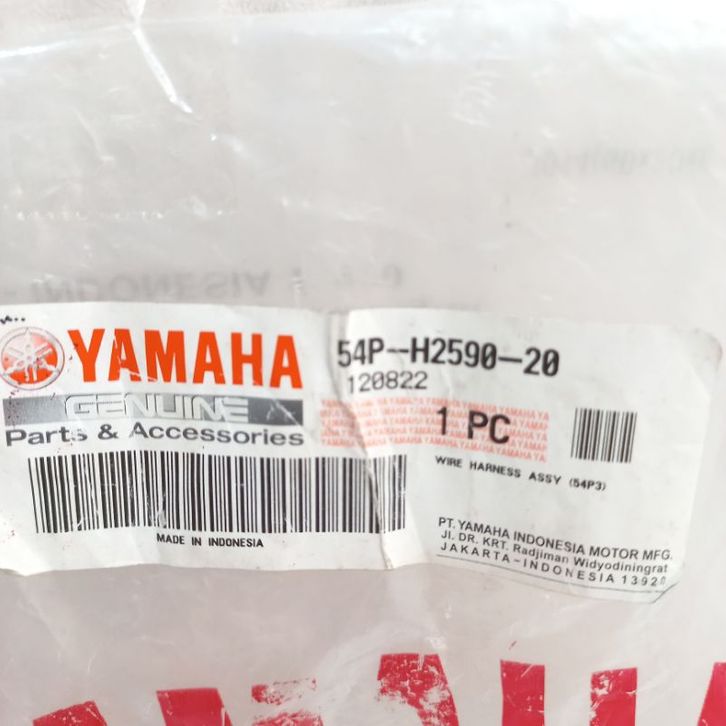 YAMAHA
GENUINE
Parts & Accessories
MADE IN INDONESIA
54P-H2590-20
120822
1 PC
WIRE HARNESS ASSY (54P3)
PT. YAMAHA INDONESIA MOTOR MFG.
Jl. DR. KRT. Radjiman Widyodiningrat
JAKARTA-INDONESIA 13920
YAMAHA